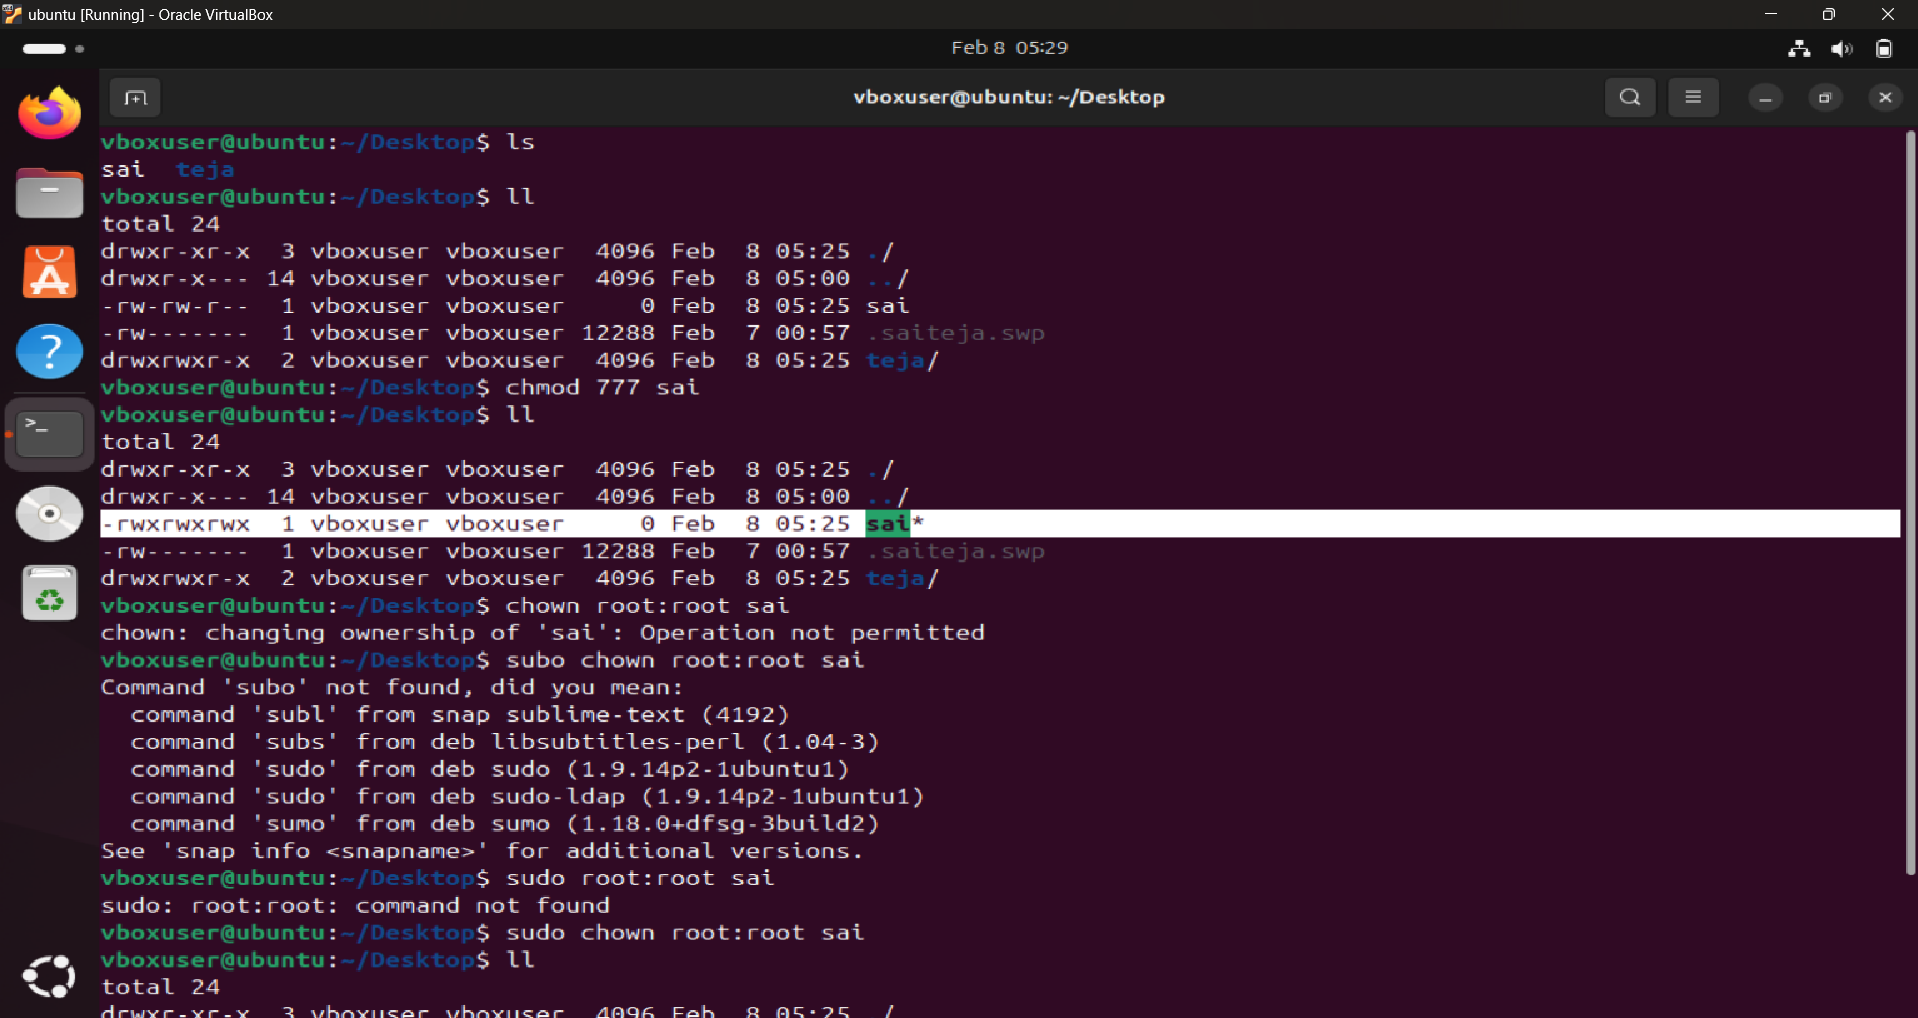 ubuntu [Running] - Oracle VirtualBox
Feb 8 05:29
vboxuser@ubuntu: ~/Desktop
vboxuser@ubuntu:~/Desktop$ ls
sai  teja
vboxuser@ubuntu:~/Desktop$ ll
total 24
drwxr-xr-x  3 vboxuser vboxuser  4096 Feb  8 05:25 ./
drwxr-x--- 14 vboxuser vboxuser  4096 Feb  8 05:00 ../
-rw-rw-r--  1 vboxuser vboxuser     0 Feb  8 05:25 sai
-rw-------  1 vboxuser vboxuser 12288 Feb  7 00:57 .saiteja.swp
drwxrwxr-x  2 vboxuser vboxuser  4096 Feb  8 05:25 teja/
vboxuser@ubuntu:~/Desktop$ chmod 777 sai
vboxuser@ubuntu:~/Desktop$ ll
total 24
drwxr-xr-x  3 vboxuser vboxuser  4096 Feb  8 05:25 ./
drwxr-x--- 14 vboxuser vboxuser  4096 Feb  8 05:00 ../
-rwxrwxrwx  1 vboxuser vboxuser     0 Feb  8 05:25 sai*
-rw-------  1 vboxuser vboxuser 12288 Feb  7 00:57 .saiteja.swp
drwxrwxr-x  2 vboxuser vboxuser  4096 Feb  8 05:25 teja/
vboxuser@ubuntu:~/Desktop$ chown root:root sai
chown: changing ownership of 'sai': Operation not permitted
vboxuser@ubuntu:~/Desktop$ subo chown root:root sai
Command 'subo' not found, did you mean:
  command 'subl' from snap sublime-text (4192)
  command 'subs' from deb libsubtitles-perl (1.04-3)
  command 'sudo' from deb sudo (1.9.14p2-1ubuntu1)
  command 'sudo' from deb sudo-ldap (1.9.14p2-1ubuntu1)
  command 'sumo' from deb sumo (1.18.0+dfsg-3build2)
See 'snap info <snapname>' for additional versions.
vboxuser@ubuntu:~/Desktop$ sudo root:root sai
sudo: root:root: command not found
vboxuser@ubuntu:~/Desktop$ sudo chown root:root sai
vboxuser@ubuntu:~/Desktop$ ll
total 24
drwxr-xr-x  3 vboxuser vboxuser  4096 Feb  8 05:25 ./